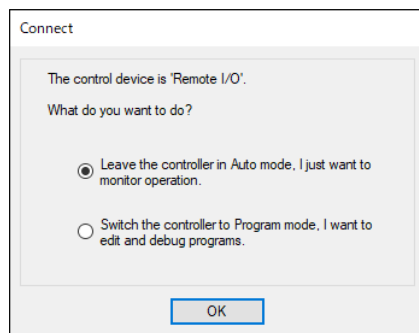 Connect
The control device is 'Remote I/O'.
What do you want to do?
Leave the controller in Auto mode, I just want to
monitor operation.
Switch the controller to Program mode, I want to
edit and debug programs.
OK